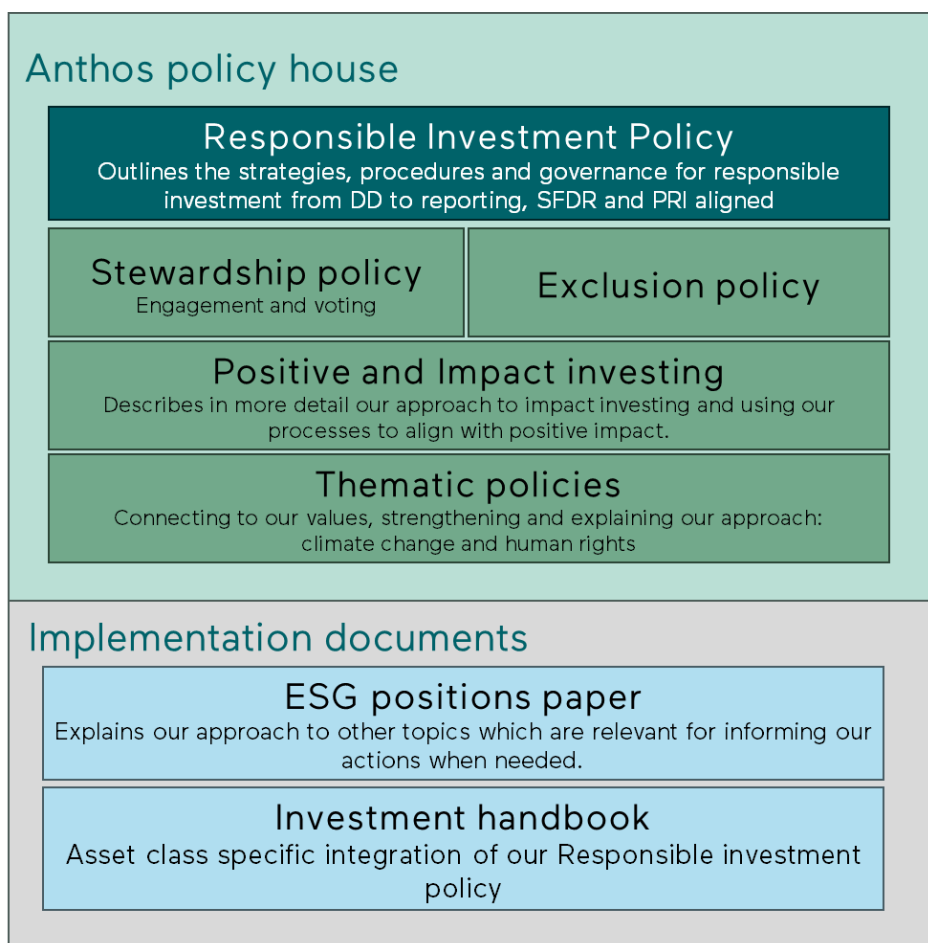 Anthos policy house
Responsible Investment Policy
Outlines the strategies, procedures and governance for responsible
investment from DD to reporting, SFDR and PRI aligned
Stewardship policy
Engagement and voting
Exclusion policy
Positive and Impact investing
Describes in more detail our approach to impact investing and using our
processes to align with positive impact.
Thematic policies
Connecting to our values, strengthening and explaining our approach:
climate change and human rights
Implementation documents
ESG positions paper
Explains our approach to other topics which are relevant for informing our
actions when needed.
Investment handbook
Asset class specific integration of our Responsible investment
policy